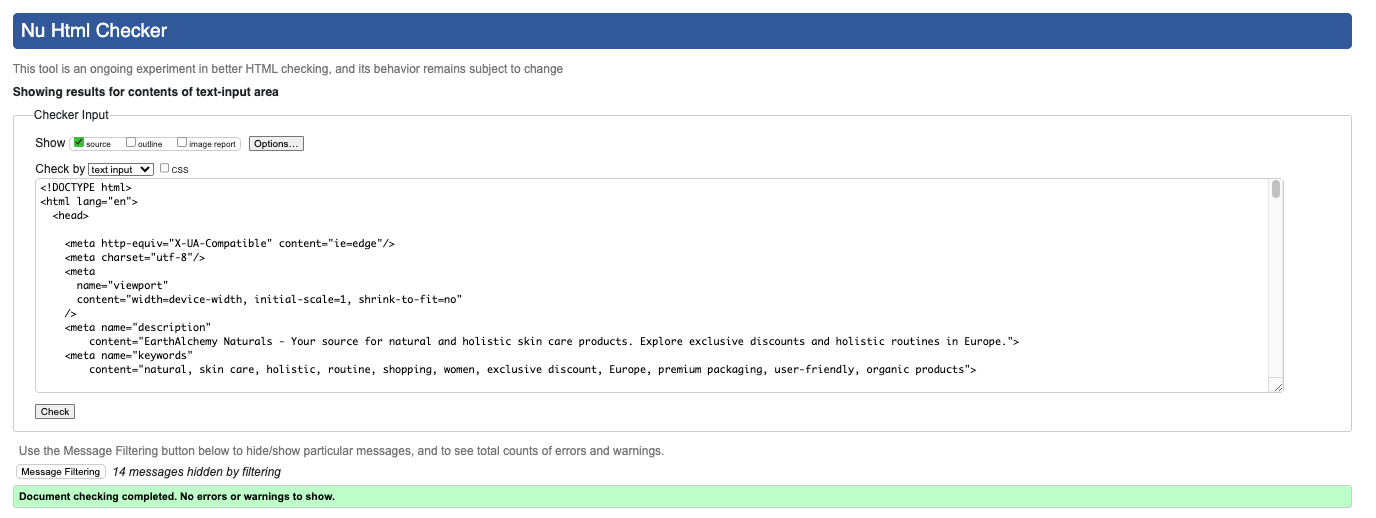 Nu Html Checker
This tool is an ongoing experiment in better HTML checking, and its behavior remains subject to change
Showing results for contents of text-input area
Checker Input
Show source outline image report Options...
Check by text input CSS
<!DOCTYPE html>
<html lang="en">
<head>
<meta http-equiv="X-UA-Compatible" content="ie=edge"/>
<meta charset="utf-8"/>
<meta
name="viewport"
content="width=device-width, initial-scale=1, shrink-to-fit=no"
/>
<meta name="description"
content="EarthAlchemy Naturals - Your source for natural and holistic skin care products. Explore exclusive discounts and holistic routines in Europe.">
<meta name="keywords"
content="natural, skin care, holistic, routine, shopping, women, exclusive discount, Europe, premium packaging, user-friendly, organic products">
Check
Use the Message Filtering button below to hide/show particular messages, and to see total counts of errors and warnings.
Message Filtering 14 messages hidden by filtering
Document checking completed. No errors or warnings to show.